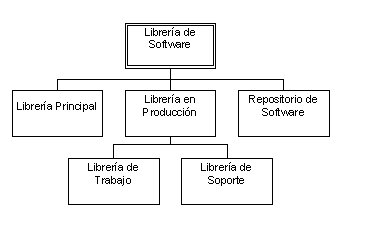 Librería de
Software
Librería Principal
Librería en
Producción
Repositorio de
Software
Librería de
Trabajo
Librería de
Soporte